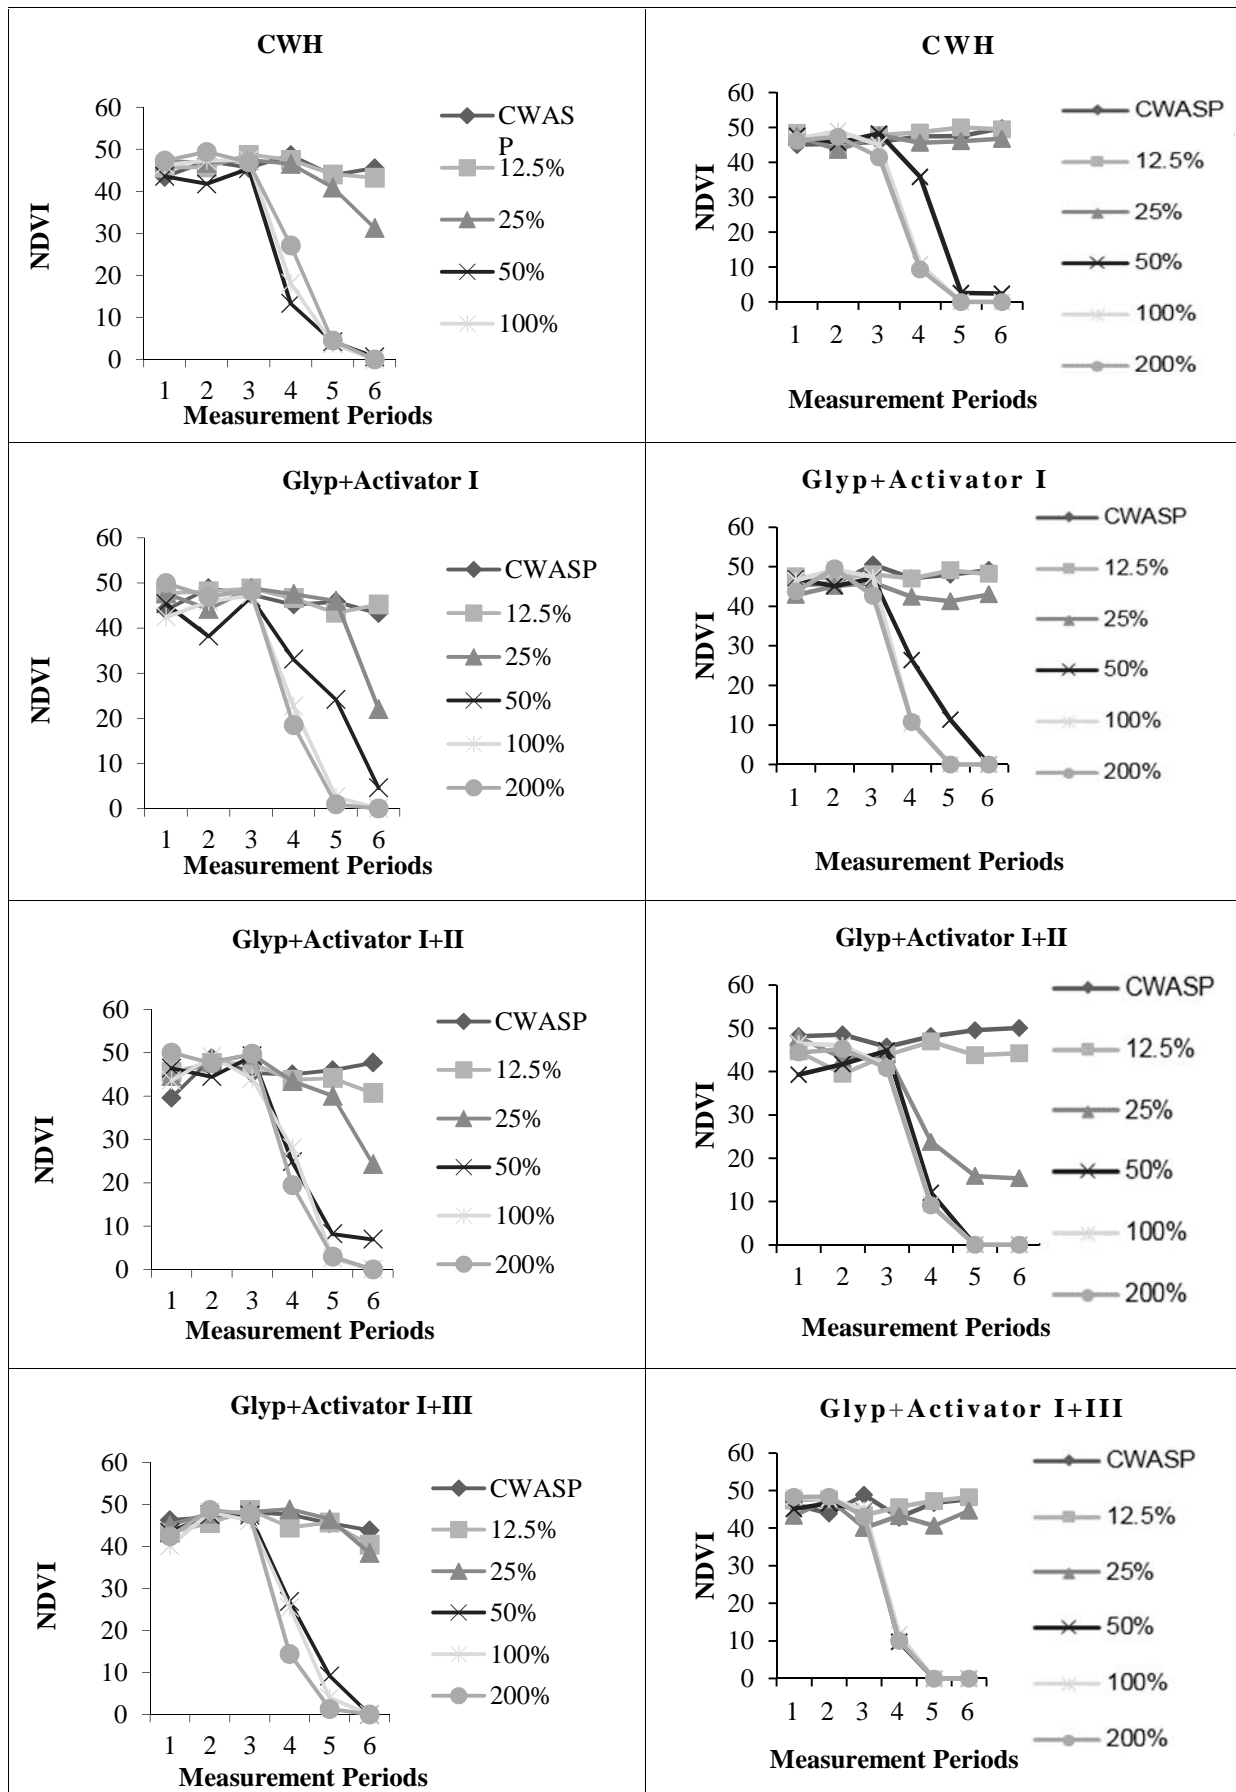 CWH
60
50
40
30
20
10
0
NDVI
1 2 3 4 5 6
Measurement Periods
CWAS
P
12.5%
25%
50%
100%
CWH
60
50
40
30
20
10
0
NDVI
1 2 3 4 5 6
Measurement Periods
CWASP
12.5%
25%
50%
100%
200%
Glyp+Activator I
60
50
40
30
20
10
0
NDVI
1 2 3 4 5 6
Measurement Periods
CWASP
12.5%
25%
50%
100%
200%
Glyp+Activator I
60
50
40
30
20
10
0
NDVI
1 2 3 4 5 6
Measurement Periods
CWASP
12.5%
25%
50%
100%
200%
Glyp+Activator I+II
60
50
40
30
20
10
0
NDVI
1 2 3 4 5 6
Measurement Periods
CWASP
12.5%
25%
50%
100%
200%
Glyp+Activator I+II
60
50
40
30
20
10
0
NDVI
1 2 3 4 5 6
Measurement Periods
CWASP
12.5%
25%
50%
100%
200%
Glyp+Activator I+III
60
50
40
30
20
10
0
NDVI
1 2 3 4 5 6
Measurement Periods
CWASP
12.5%
25%
50%
100%
200%
Glyp+Activator I+III
60
50
40
30
20
10
0
NDVI
1 2 3 4 5 6
Measurement Periods
CWASP
12.5%
25%
50%
100%
200%